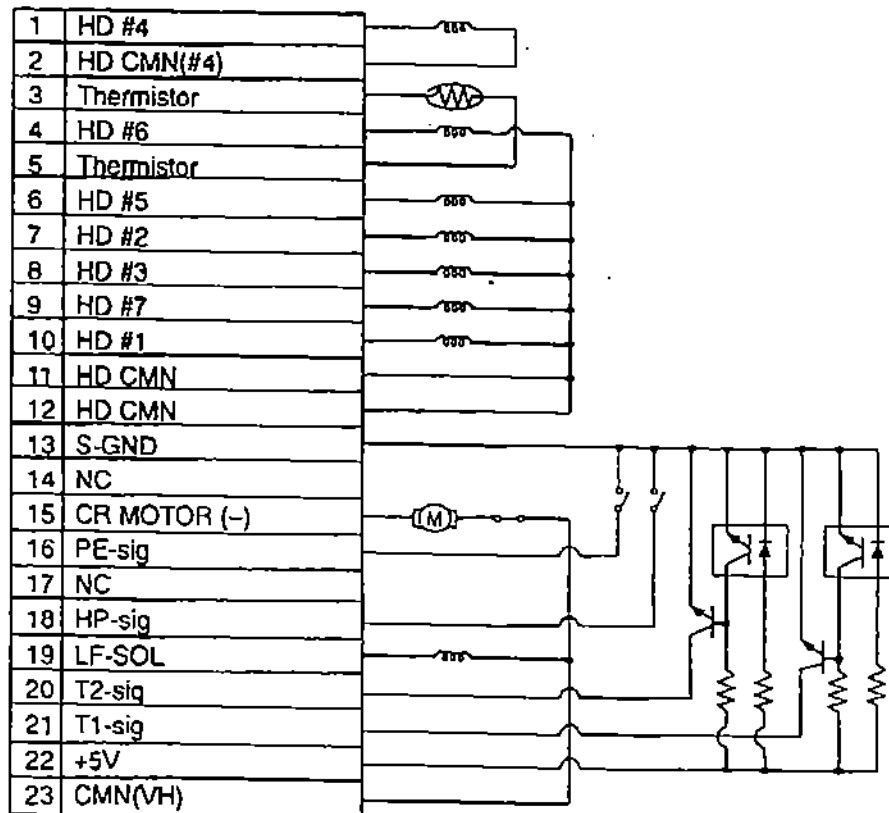 1 HD #4
2 HD CMN(#4)
3 Thermistor
4 HD #6
5 Thermistor
6 HD #5
7 HD #2
8 HD #3
9 HD #7
10 HD #1
11 HD CMN
12 HD CMN
13 S-GND
14 NC
15 CR MOTOR (−)
M
16 PE-sig
17 NC
18 HP-sig
19 LF-SOL
20 T2-sig
21 T1-sig
22 +5V
23 CMN(VH)